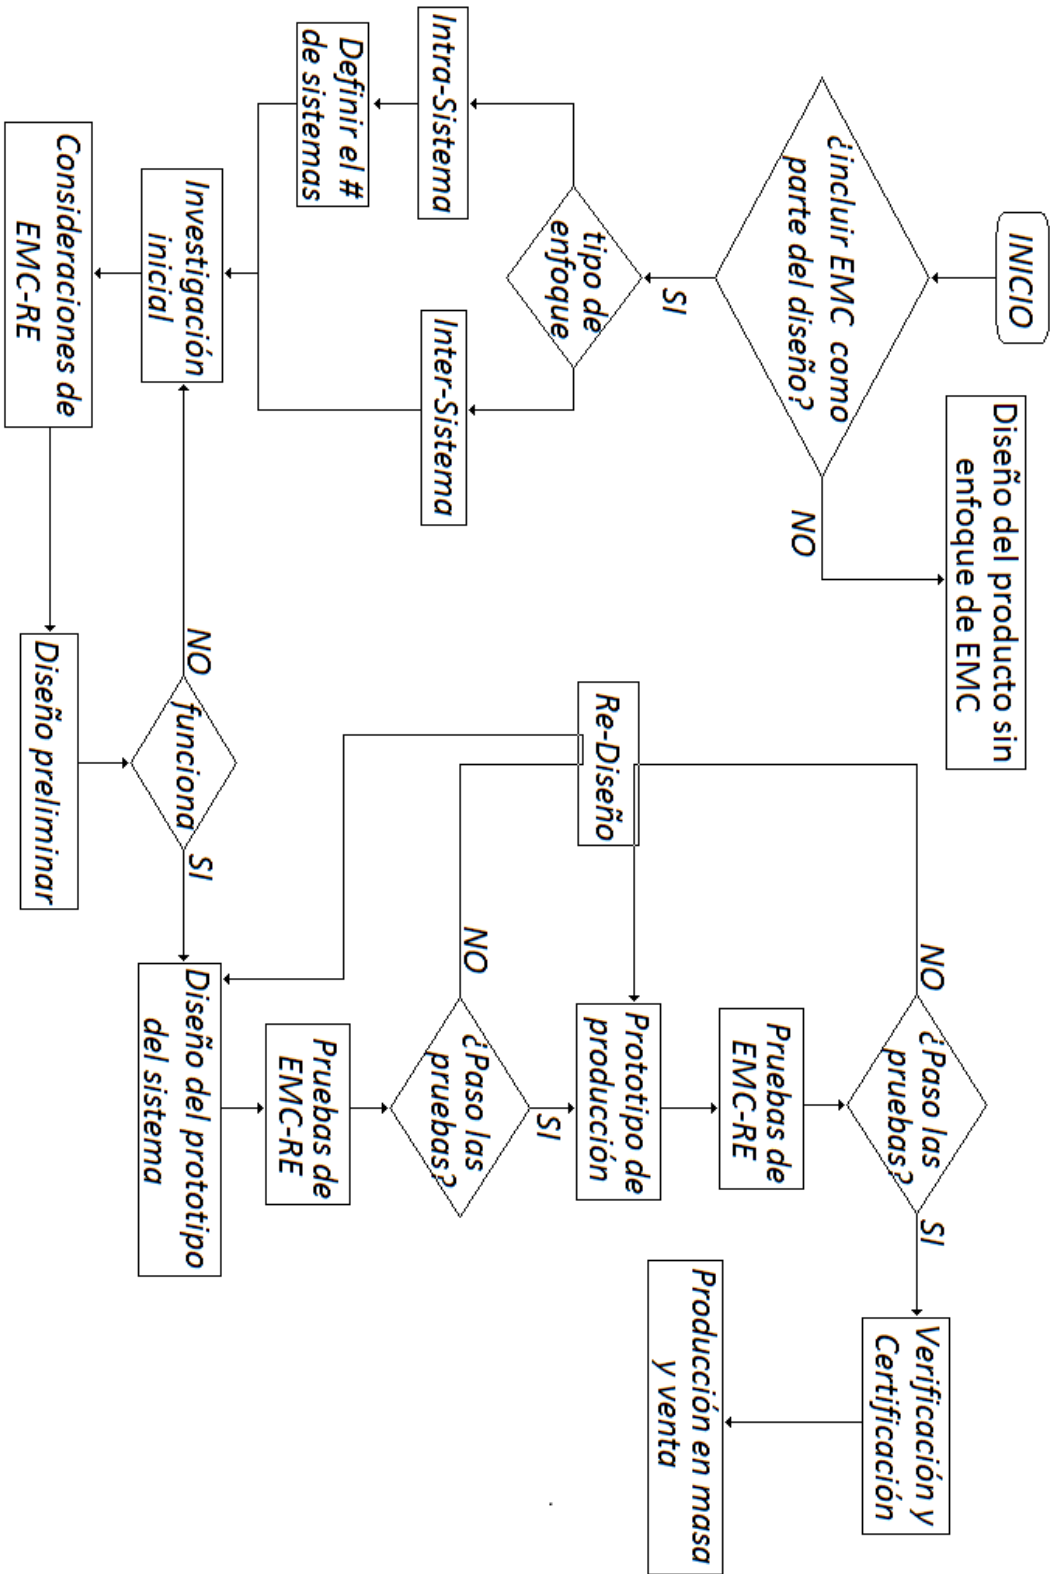 INICIO
¿incluir EMC como
parte del diseño?
NO
Diseño del producto sin
enfoque de EMC
SI
tipo de
enfoque
Intra-Sistema
Definir el #
de sistemas
Inter-Sistema
Investigación
inicial
Consideraciones de
EMC-RE
Diseño preliminar
funciona
NO
SI
Diseño del prototipo
del sistema
Pruebas de
EMC-RE
¿Paso las
pruebas?
NO
Re-Diseño
SI
Prototipo de
producción
Pruebas de
EMC-RE
¿Paso las
pruebas?
NO
SI
Verificación y
Certificación
Producción en masa
y venta